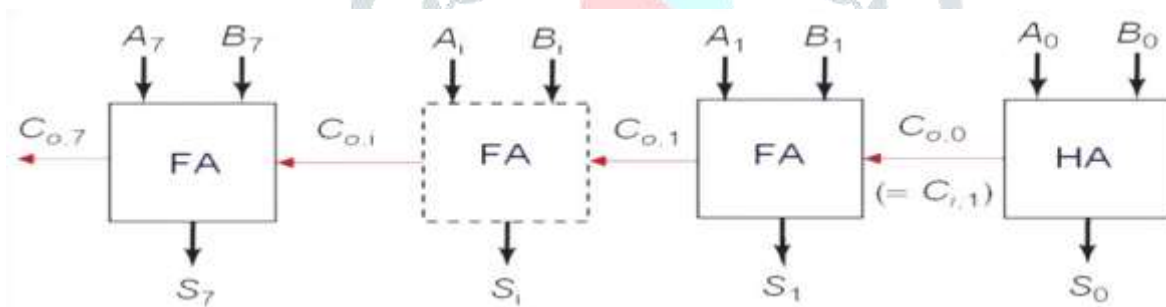 A₇ B₇ Aᵢ Bᵢ A₁ B₁ A₀ B₀
Cₒ,₇ FA Cₒ,ᵢ FA Cₒ,₁ FA Cₒ,₀ HA
(= Cᵢ,₁)
S₇ Sᵢ S₁ S₀